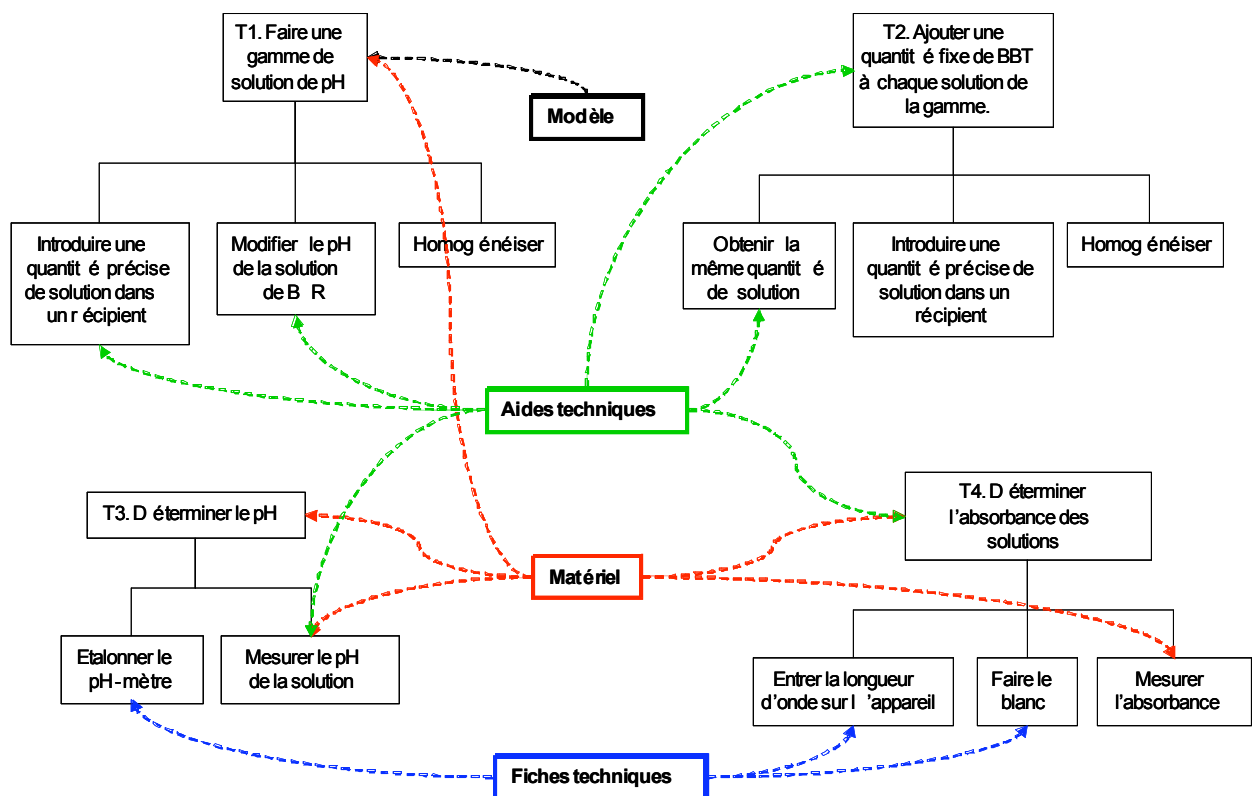 T1. Faire une
gamme de
solution de pH
T2. Ajouter une
quantit é fixe de BBT
à chaque solution de
la gamme.
Modèle
Introduire une
quantit é précise
de solution dans
un r écipient
Modifier le pH
de la solution
de B R
Homog énéiser
Obtenir la
même quantit é
de solution
Introduire une
quantit é précise de
solution dans un
récipient
Homog énéiser
Aides techniques
T3. D éterminer le pH
T4. D éterminer
l'absorbance des
solutions
Matériel
Etalonner le
pH-mètre
Mesurer le pH
de la solution
Entrer la longueur
d'onde sur l 'appareil
Faire le
blanc
Mesurer
l'absorbance
Fiches techniques